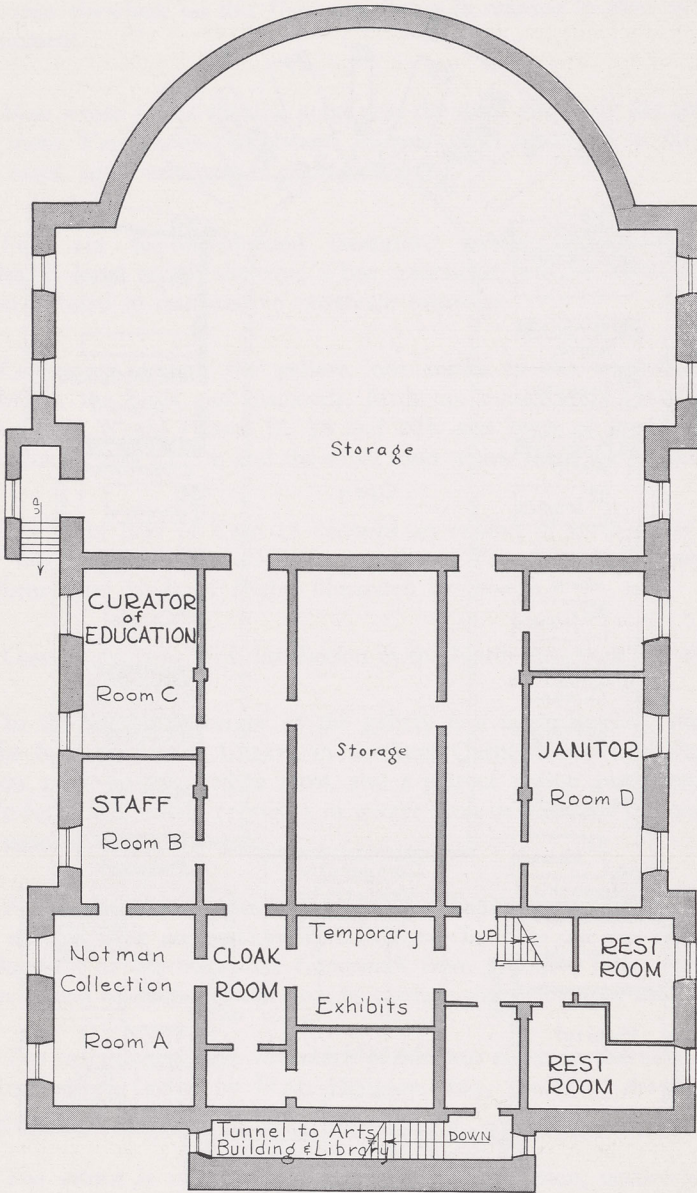 Storage
UP
CURATOR
of
EDUCATION
Room C
Storage
JANITOR
Room D
STAFF
Room B
Temporary
Exhibits
UP
REST
ROOM
Notman
Collection
Room A
CLOAK
ROOM
REST
ROOM
Tunnel to Arts
Building & Library
DOWN